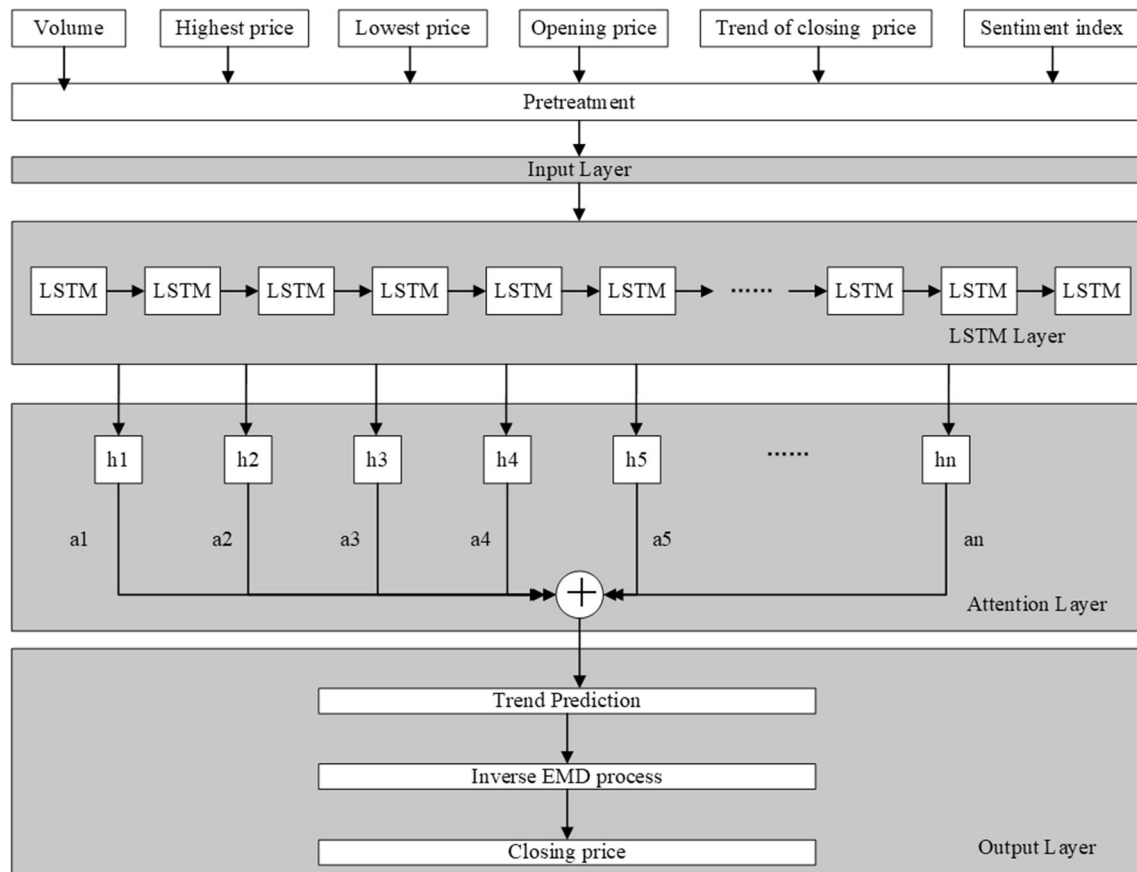 Volume
Highest price
Lowest price
Opening price
Trend of closing price
Sentiment index
Pretreatment
Input Layer
LSTM LSTM LSTM LSTM LSTM LSTM ...... LSTM LSTM LSTM
LSTM Layer
h1 h2 h3 h4 h5 ...... hn
a1 a2 a3 a4 a5 an
+
Attention Layer
Trend Prediction
Inverse EMD process
Closing price
Output Layer